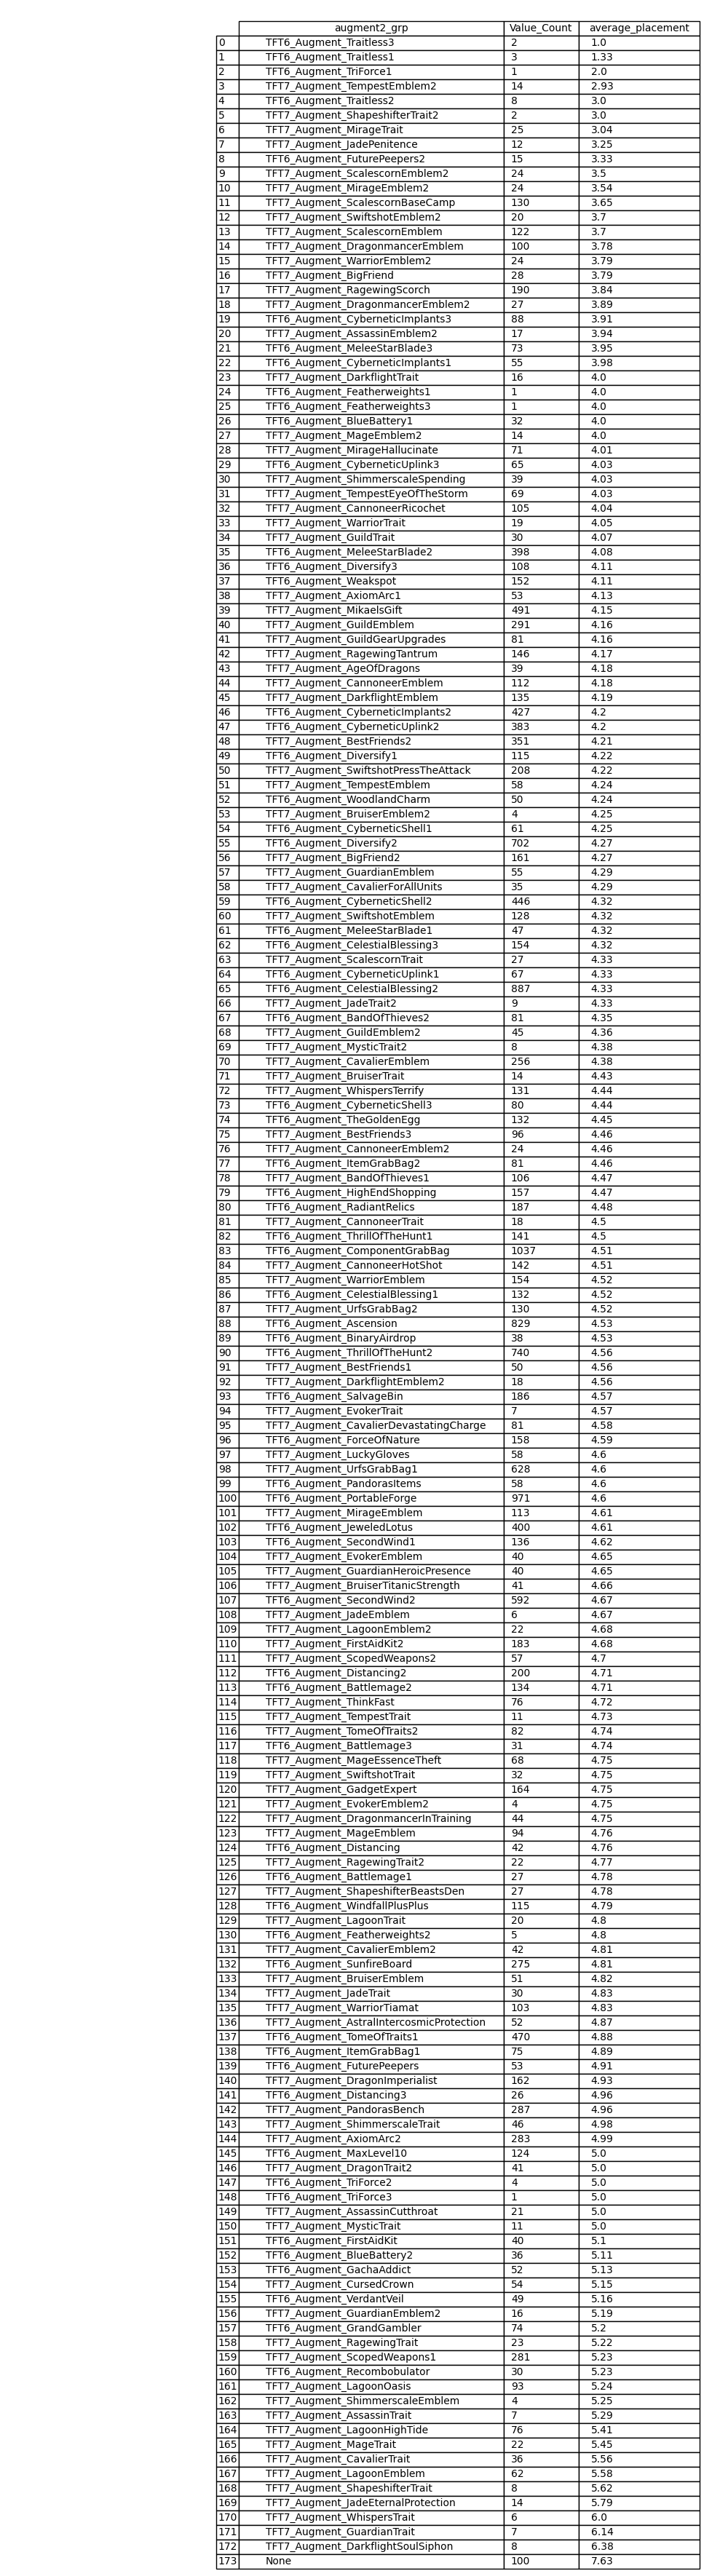 augment2_grp Value_Count average_placement
0 TFT6_Augment_Traitless3 2 1.0
1 TFT6_Augment_Traitless1 3 1.33
2 TFT6_Augment_TriForce1 1 2.0
3 TFT7_Augment_TempestEmblem2 14 2.93
4 TFT6_Augment_Traitless2 8 3.0
5 TFT7_Augment_ShapeshifterTrait2 2 3.0
6 TFT7_Augment_MirageTrait 25 3.04
7 TFT7_Augment_JadePenitence 12 3.25
8 TFT6_Augment_FuturePeepers2 15 3.33
9 TFT7_Augment_ScalescornEmblem2 24 3.5
10 TFT7_Augment_MirageEmblem2 24 3.54
11 TFT7_Augment_ScalescornBaseCamp 130 3.65
12 TFT7_Augment_SwiftshotEmblem2 20 3.7
13 TFT7_Augment_ScalescornEmblem 122 3.7
14 TFT7_Augment_DragonmancerEmblem 100 3.78
15 TFT7_Augment_WarriorEmblem2 24 3.79
16 TFT7_Augment_BigFriend 28 3.79
17 TFT7_Augment_RagewingScorch 190 3.84
18 TFT7_Augment_DragonmancerEmblem2 27 3.89
19 TFT6_Augment_CyberneticImplants3 88 3.91
20 TFT7_Augment_AssassinEmblem2 17 3.94
21 TFT6_Augment_MeleeStarBlade3 73 3.95
22 TFT6_Augment_CyberneticImplants1 55 3.98
23 TFT7_Augment_DarkflightTrait 16 4.0
24 TFT6_Augment_Featherweights1 1 4.0
25 TFT6_Augment_Featherweights3 1 4.0
26 TFT6_Augment_BlueBattery1 32 4.0
27 TFT7_Augment_MageEmblem2 14 4.0
28 TFT7_Augment_MirageHallucinate 71 4.01
29 TFT6_Augment_CyberneticUplink3 65 4.03
30 TFT7_Augment_ShimmerscaleSpending 39 4.03
31 TFT7_Augment_TempestEyeOfTheStorm 69 4.03
32 TFT7_Augment_CannoneerRicochet 105 4.04
33 TFT7_Augment_WarriorTrait 19 4.05
34 TFT7_Augment_GuildTrait 30 4.07
35 TFT6_Augment_MeleeStarBlade2 398 4.08
36 TFT6_Augment_Diversify3 108 4.11
37 TFT6_Augment_Weakspot 152 4.11
38 TFT7_Augment_AxiomArc1 53 4.13
39 TFT7_Augment_MikaelsGift 491 4.15
40 TFT7_Augment_GuildEmblem 291 4.16
41 TFT7_Augment_GuildGearUpgrades 81 4.16
42 TFT7_Augment_RagewingTantrum 146 4.17
43 TFT7_Augment_AgeOfDragons 39 4.18
44 TFT7_Augment_CannoneerEmblem 112 4.18
45 TFT7_Augment_DarkflightEmblem 135 4.19
46 TFT6_Augment_CyberneticImplants2 427 4.2
47 TFT6_Augment_CyberneticUplink2 383 4.2
48 TFT7_Augment_BestFriends2 351 4.21
49 TFT6_Augment_Diversify1 115 4.22
50 TFT7_Augment_SwiftshotPressTheAttack 208 4.22
51 TFT7_Augment_TempestEmblem 58 4.24
52 TFT6_Augment_WoodlandCharm 50 4.24
53 TFT7_Augment_BruiserEmblem2 4 4.25
54 TFT6_Augment_CyberneticShell1 61 4.25
55 TFT6_Augment_Diversify2 702 4.27
56 TFT7_Augment_BigFriend2 161 4.27
57 TFT7_Augment_GuardianEmblem 55 4.29
58 TFT7_Augment_CavalierForAllUnits 35 4.29
59 TFT6_Augment_CyberneticShell2 446 4.32
60 TFT7_Augment_SwiftshotEmblem 128 4.32
61 TFT6_Augment_MeleeStarBlade1 47 4.32
62 TFT6_Augment_CelestialBlessing3 154 4.32
63 TFT7_Augment_ScalescornTrait 27 4.33
64 TFT6_Augment_CyberneticUplink1 67 4.33
65 TFT6_Augment_CelestialBlessing2 887 4.33
66 TFT7_Augment_JadeTrait2 9 4.33
67 TFT6_Augment_BandOfThieves2 81 4.35
68 TFT7_Augment_GuildEmblem2 45 4.36
69 TFT7_Augment_MysticTrait2 8 4.38
70 TFT7_Augment_CavalierEmblem 256 4.38
71 TFT7_Augment_BruiserTrait 14 4.43
72 TFT7_Augment_WhispersTerrify 131 4.44
73 TFT6_Augment_CyberneticShell3 80 4.44
74 TFT6_Augment_TheGoldenEgg 132 4.45
75 TFT7_Augment_BestFriends3 96 4.46
76 TFT7_Augment_CannoneerEmblem2 24 4.46
77 TFT6_Augment_ItemGrabBag2 81 4.46
78 TFT7_Augment_BandOfThieves1 106 4.47
79 TFT6_Augment_HighEndShopping 157 4.47
80 TFT6_Augment_RadiantRelics 187 4.48
81 TFT7_Augment_CannoneerTrait 18 4.5
82 TFT6_Augment_ThrillOfTheHunt1 141 4.5
83 TFT6_Augment_ComponentGrabBag 1037 4.51
84 TFT7_Augment_CannoneerHotShot 142 4.51
85 TFT7_Augment_WarriorEmblem 154 4.52
86 TFT6_Augment_CelestialBlessing1 132 4.52
87 TFT7_Augment_UrfsGrabBag2 130 4.52
88 TFT6_Augment_Ascension 829 4.53
89 TFT6_Augment_BinaryAirdrop 38 4.53
90 TFT6_Augment_ThrillOfTheHunt2 740 4.56
91 TFT7_Augment_BestFriends1 50 4.56
92 TFT7_Augment_DarkflightEmblem2 18 4.56
93 TFT6_Augment_SalvageBin 186 4.57
94 TFT7_Augment_EvokerTrait 7 4.57
95 TFT7_Augment_CavalierDevastatingCharge 81 4.58
96 TFT6_Augment_ForceOfNature 158 4.59
97 TFT7_Augment_LuckyGloves 58 4.6
98 TFT7_Augment_UrfsGrabBag1 628 4.6
99 TFT6_Augment_PandorasItems 58 4.6
100 TFT6_Augment_PortableForge 971 4.6
101 TFT7_Augment_MirageEmblem 113 4.61
102 TFT6_Augment_JeweledLotus 400 4.61
103 TFT6_Augment_SecondWind1 136 4.62
104 TFT7_Augment_EvokerEmblem 40 4.65
105 TFT7_Augment_GuardianHeroicPresence 40 4.65
106 TFT7_Augment_BruiserTitanicStrength 41 4.66
107 TFT6_Augment_SecondWind2 592 4.67
108 TFT7_Augment_JadeEmblem 6 4.67
109 TFT7_Augment_LagoonEmblem2 22 4.68
110 TFT7_Augment_FirstAidKit2 183 4.68
111 TFT7_Augment_ScopedWeapons2 57 4.7
112 TFT6_Augment_Distancing2 200 4.71
113 TFT6_Augment_Battlemage2 134 4.71
114 TFT7_Augment_ThinkFast 76 4.72
115 TFT7_Augment_TempestTrait 11 4.73
116 TFT7_Augment_TomeOfTraits2 82 4.74
117 TFT6_Augment_Battlemage3 31 4.74
118 TFT7_Augment_MageEssenceTheft 68 4.75
119 TFT7_Augment_SwiftshotTrait 32 4.75
120 TFT7_Augment_GadgetExpert 164 4.75
121 TFT7_Augment_EvokerEmblem2 4 4.75
122 TFT7_Augment_DragonmancerInTraining 44 4.75
123 TFT7_Augment_MageEmblem 94 4.76
124 TFT6_Augment_Distancing 42 4.76
125 TFT7_Augment_RagewingTrait2 22 4.77
126 TFT6_Augment_Battlemage1 27 4.78
127 TFT7_Augment_ShapeshifterBeastsDen 27 4.78
128 TFT6_Augment_WindfallPlusPlus 115 4.79
129 TFT7_Augment_LagoonTrait 20 4.8
130 TFT6_Augment_Featherweights2 5 4.8
131 TFT7_Augment_CavalierEmblem2 42 4.81
132 TFT6_Augment_SunfireBoard 275 4.81
133 TFT7_Augment_BruiserEmblem 51 4.82
134 TFT7_Augment_JadeTrait 30 4.83
135 TFT7_Augment_WarriorTiamat 103 4.83
136 TFT7_Augment_AstralIntercosmicProtection 52 4.87
137 TFT6_Augment_TomeOfTraits1 470 4.88
138 TFT6_Augment_ItemGrabBag1 75 4.89
139 TFT6_Augment_FuturePeepers 53 4.91
140 TFT7_Augment_DragonImperialist 162 4.93
141 TFT6_Augment_Distancing3 26 4.96
142 TFT7_Augment_PandorasBench 287 4.96
143 TFT7_Augment_ShimmerscaleTrait 46 4.98
144 TFT7_Augment_AxiomArc2 283 4.99
145 TFT6_Augment_MaxLevel10 124 5.0
146 TFT7_Augment_DragonTrait2 41 5.0
147 TFT6_Augment_TriForce2 4 5.0
148 TFT6_Augment_TriForce3 1 5.0
149 TFT7_Augment_AssassinCutthroat 21 5.0
150 TFT7_Augment_MysticTrait 11 5.0
151 TFT6_Augment_FirstAidKit 40 5.1
152 TFT6_Augment_BlueBattery2 36 5.11
153 TFT6_Augment_GachaAddict 52 5.13
154 TFT7_Augment_CursedCrown 54 5.15
155 TFT6_Augment_VerdantVeil 49 5.16
156 TFT7_Augment_GuardianEmblem2 16 5.19
157 TFT6_Augment_GrandGambler 74 5.2
158 TFT7_Augment_RagewingTrait 23 5.22
159 TFT7_Augment_ScopedWeapons1 281 5.23
160 TFT6_Augment_Recombobulator 30 5.23
161 TFT7_Augment_LagoonOasis 93 5.24
162 TFT7_Augment_ShimmerscaleEmblem 4 5.25
163 TFT7_Augment_AssassinTrait 7 5.29
164 TFT7_Augment_LagoonHighTide 76 5.41
165 TFT7_Augment_MageTrait 22 5.45
166 TFT7_Augment_CavalierTrait 36 5.56
167 TFT7_Augment_LagoonEmblem 62 5.58
168 TFT7_Augment_ShapeshifterTrait 8 5.62
169 TFT7_Augment_JadeEternalProtection 14 5.79
170 TFT7_Augment_WhispersTrait 6 6.0
171 TFT7_Augment_GuardianTrait 7 6.14
172 TFT7_Augment_DarkflightSoulSiphon 8 6.38
173 None 100 7.63